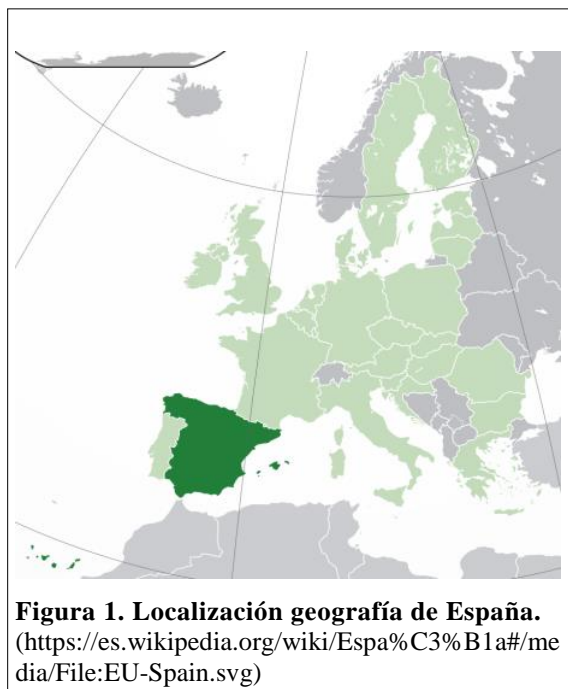 Figura 1. Localización geografía de España.
(https://es.wikipedia.org/wiki/Espa%C3%B1a#/me
dia/File:EU-Spain.svg)